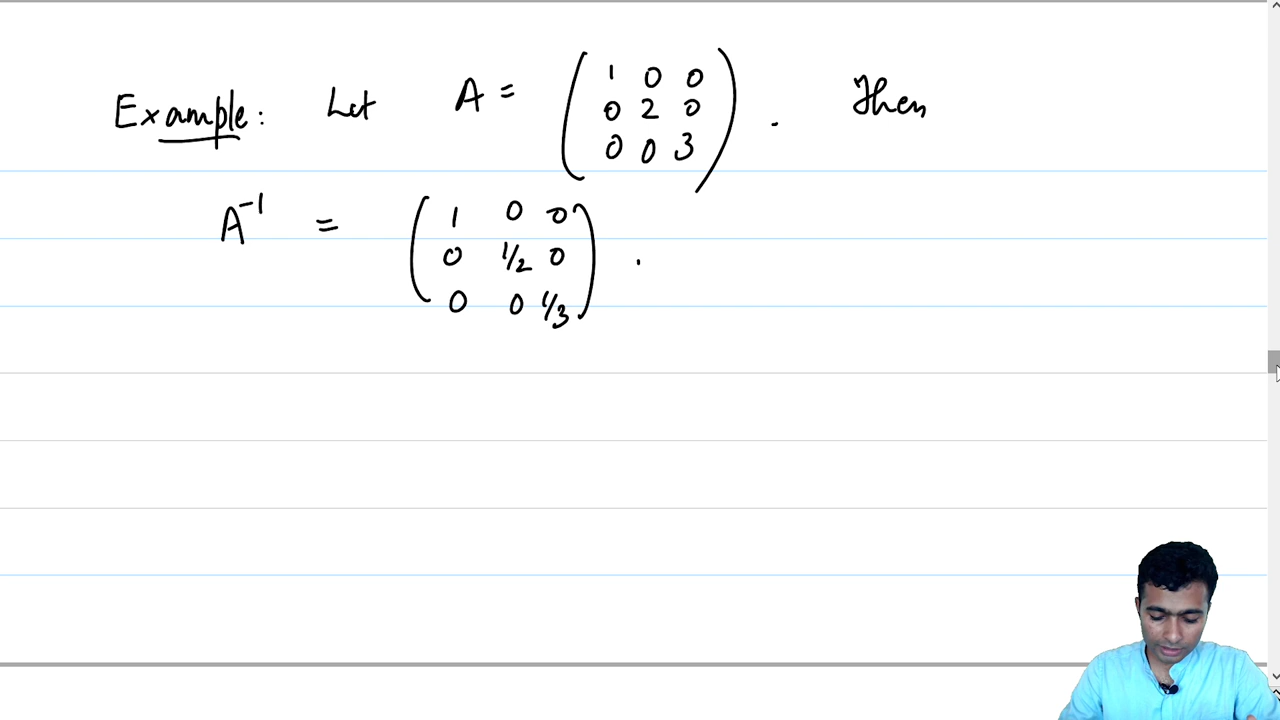 Example: Let A = ( 1 0 0 ; 0 2 0 ; 0 0 3 ) . Then
A⁻¹ = ( 1 0 0 ; 0 1/2 0 ; 0 0 1/3 ) .